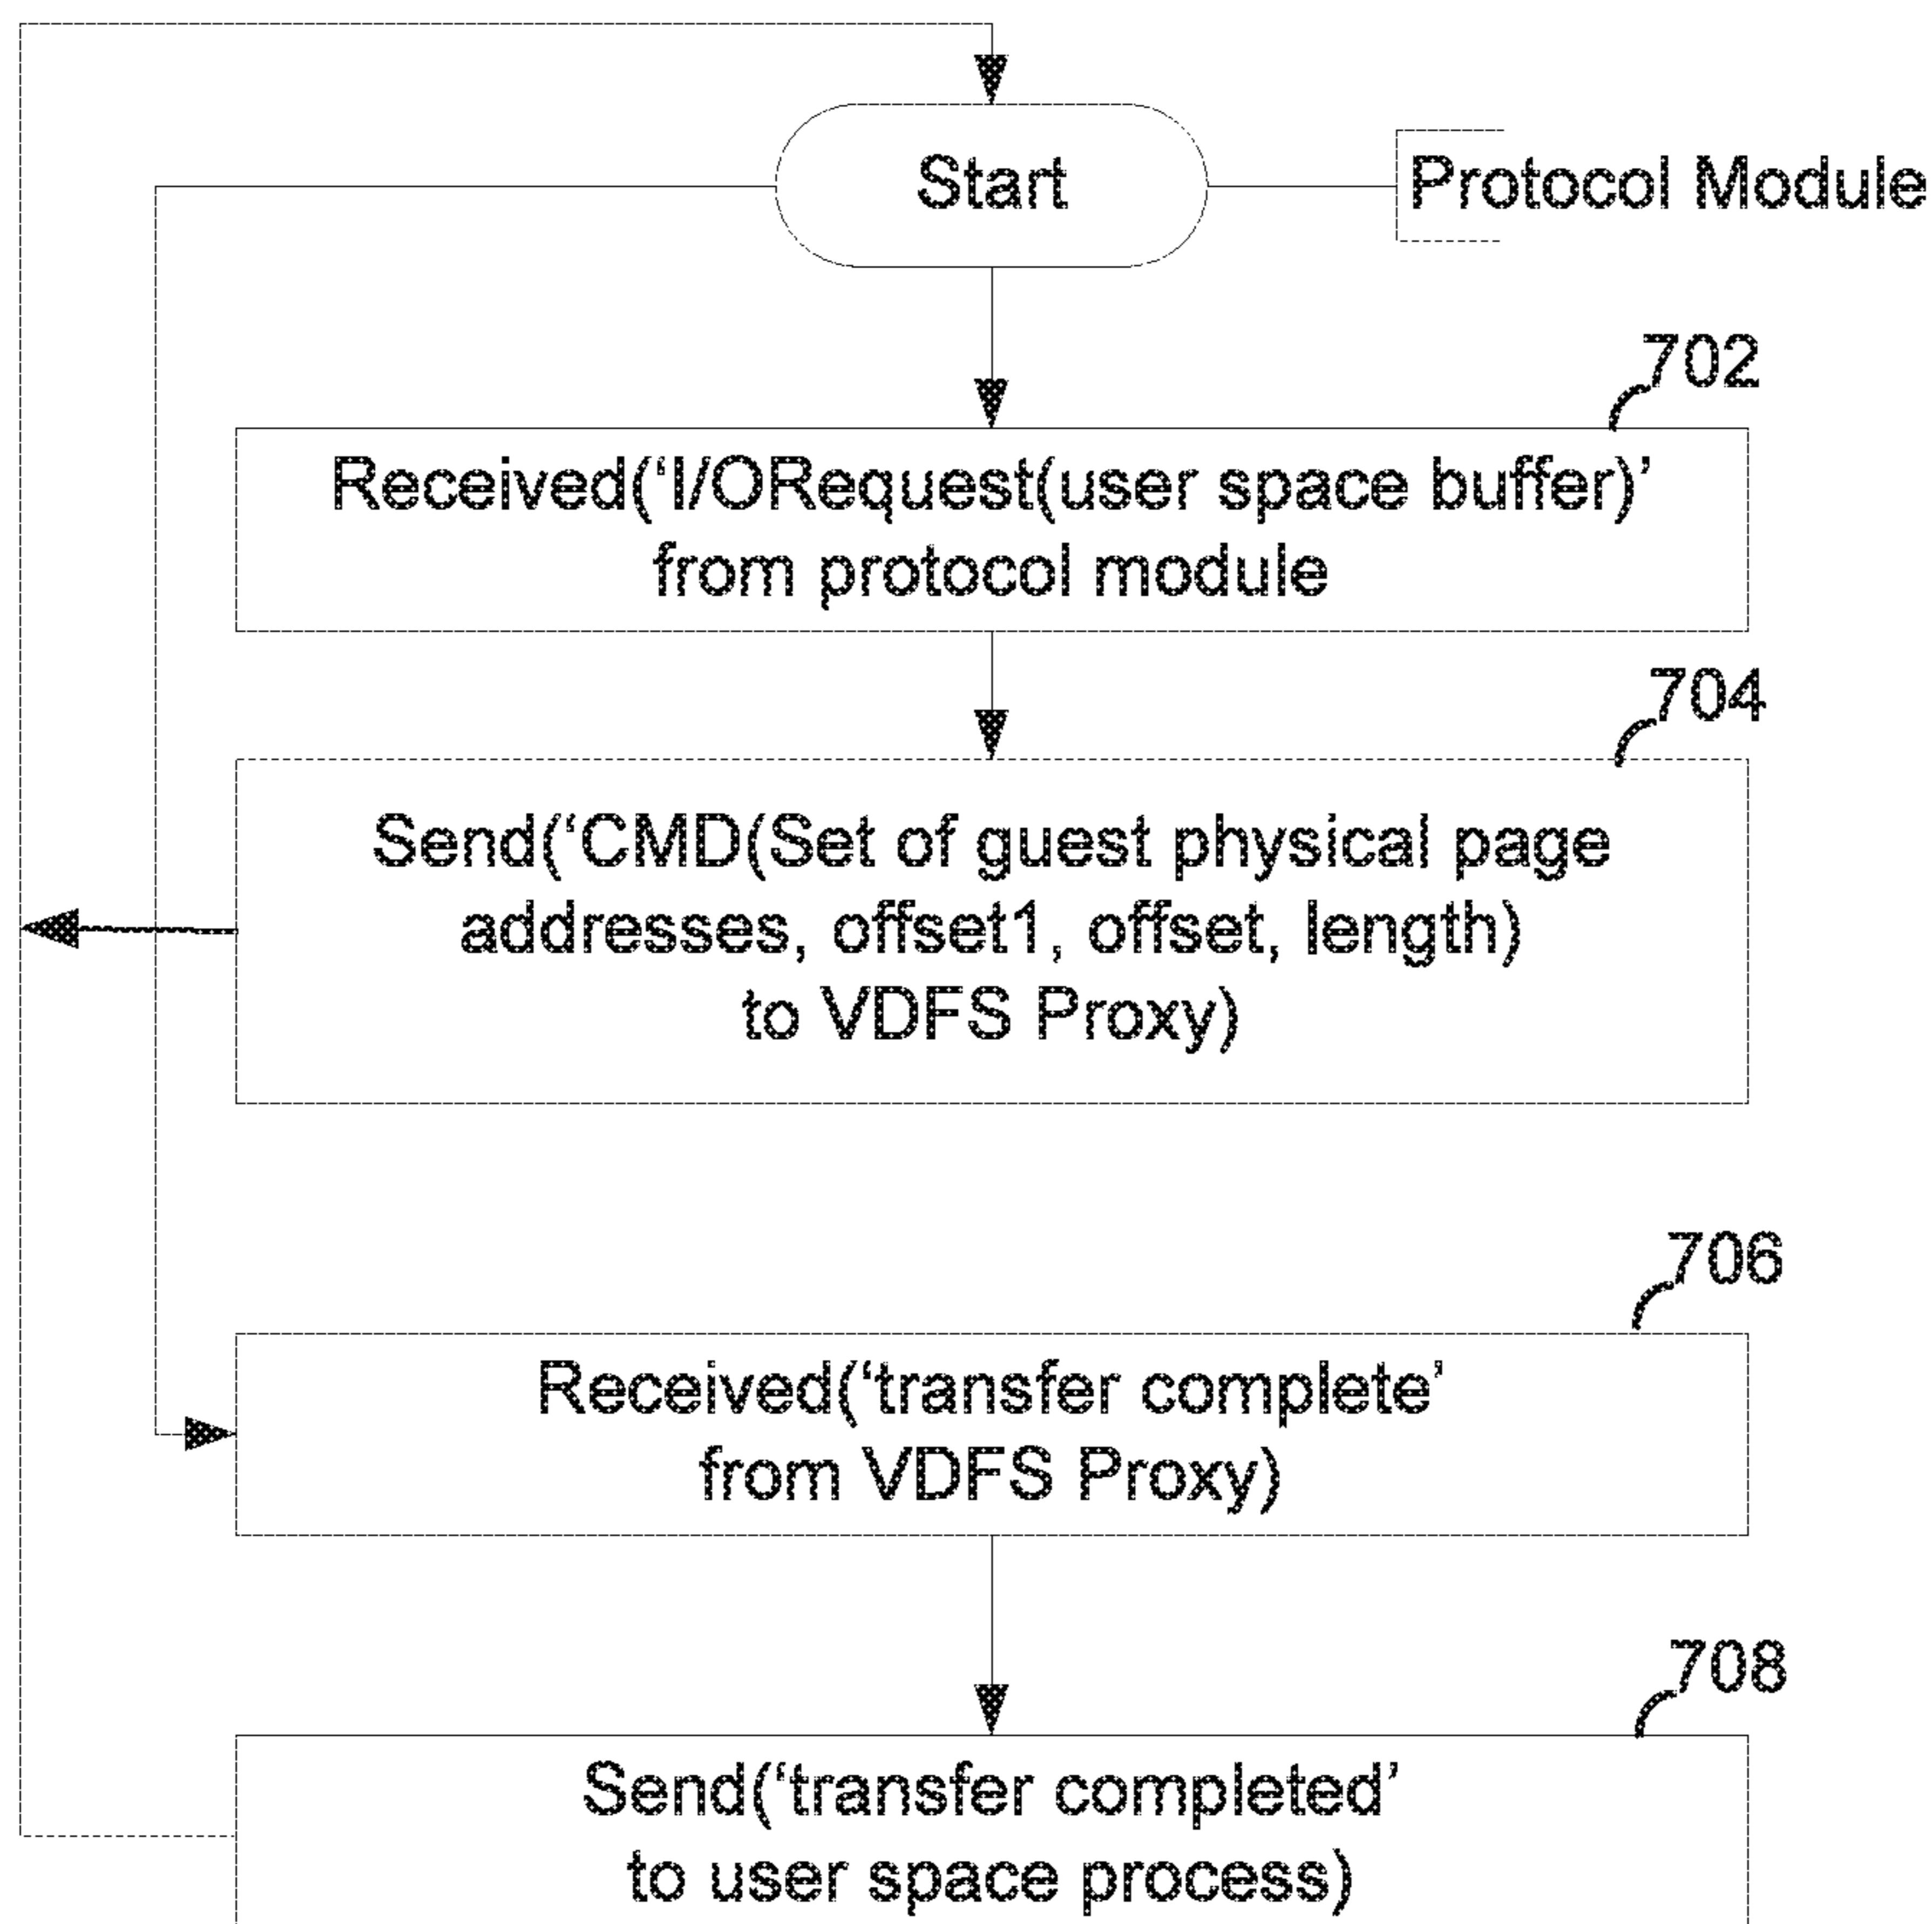 Start
Protocol Module
702
Received('I/ORequest(user space buffer)'
from protocol module
704
Send('CMD(Set of guest physical page
addresses, offset1, offset, length)
to VDFS Proxy)
706
Received('transfer complete'
from VDFS Proxy)
708
Send('transfer completed'
to user space process)